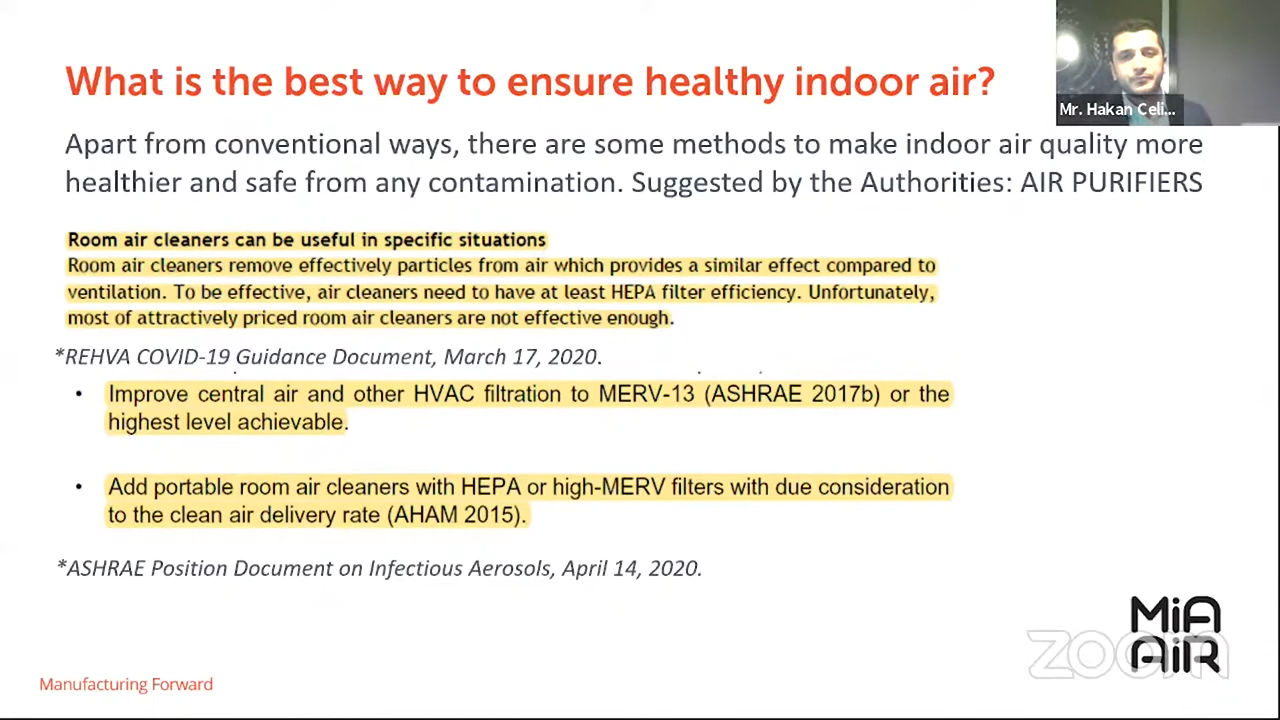 What is the best way to ensure healthy indoor air?
Mr. Hakan Celi...
Apart from conventional ways, there are some methods to make indoor air quality more
healthier and safe from any contamination. Suggested by the Authorities: AIR PURIFIERS
Room air cleaners can be useful in specific situations
Room air cleaners remove effectively particles from air which provides a similar effect compared to
ventilation. To be effective, air cleaners need to have at least HEPA filter efficiency. Unfortunately,
most of attractively priced room air cleaners are not effective enough.
*REHVA COVID-19 Guidance Document, March 17, 2020.
• Improve central air and other HVAC filtration to MERV-13 (ASHRAE 2017b) or the
highest level achievable.
• Add portable room air cleaners with HEPA or high-MERV filters with due consideration
to the clean air delivery rate (AHAM 2015).
*ASHRAE Position Document on Infectious Aerosols, April 14, 2020.
MiA
AiR
zoom
Manufacturing Forward